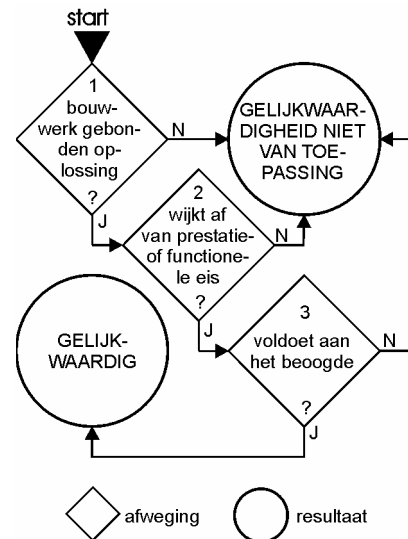 start
1
bouw-
werk gebon-
den op-
lossing
?
N
J
GELIJKWAAR-
DIGHEID NIET
VAN TOE-
PASSING
2
wijkt af
van prestatie-
of functione-
le eis
?
N
J
3
voldoet aan
het beoogde
?
N
J
GELIJK-
WAARDIG
afweging
resultaat